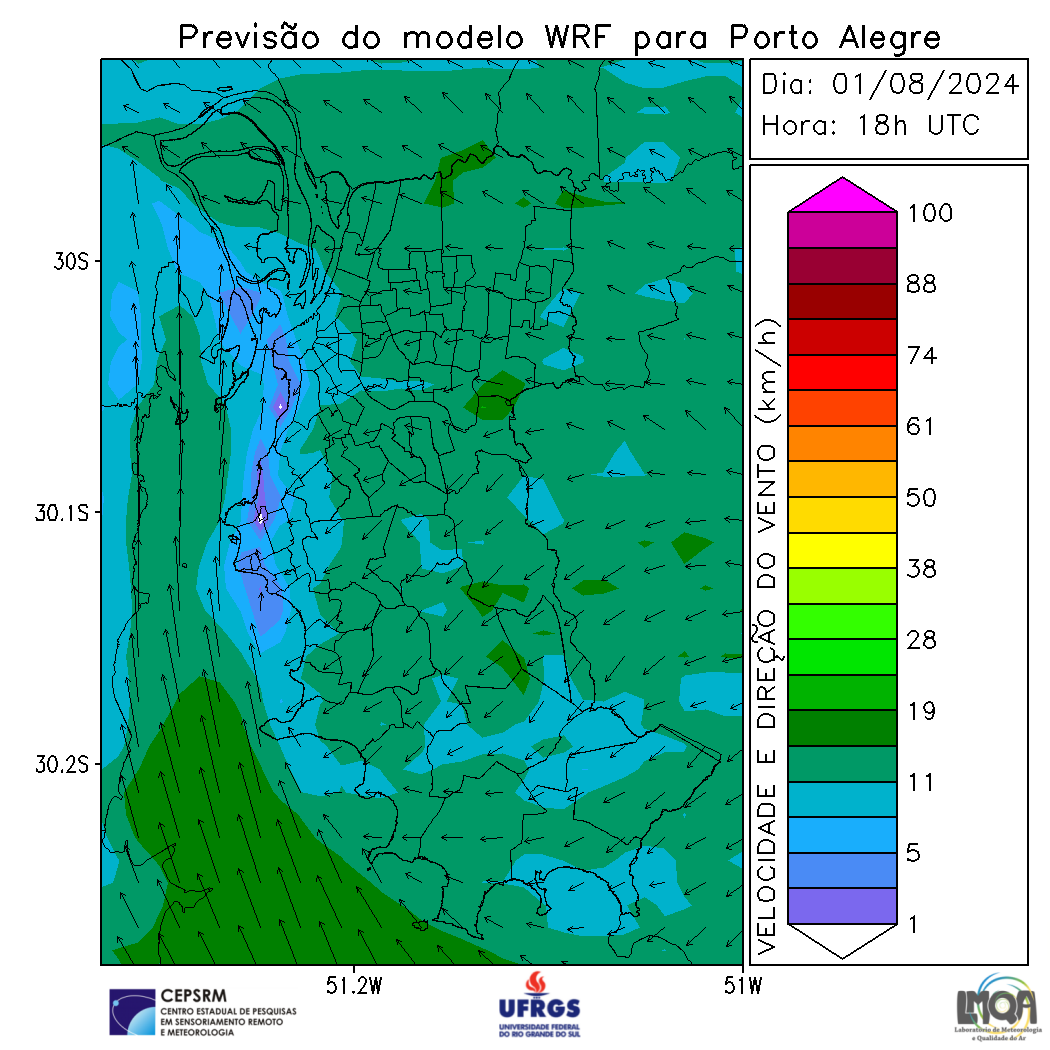 Previsão do modelo WRF para Porto Alegre
Dia: 01/08/2024
Hora: 18h UTC
30S
30.1S
30.2S
51.2W
51W
VELOCIDADE E DIREÇÃO DO VENTO (km/h)
100
88
74
61
50
38
28
19
11
5
1
CEPSRM
CENTRO ESTADUAL DE PESQUISAS
EM SENSORIAMENTO REMOTO
E METEOROLOGIA
UFRGS
UNIVERSIDADE FEDERAL
DO RIO GRANDE DO SUL
LMQA
Laboratório de Meteorologia
e Qualidade do Ar